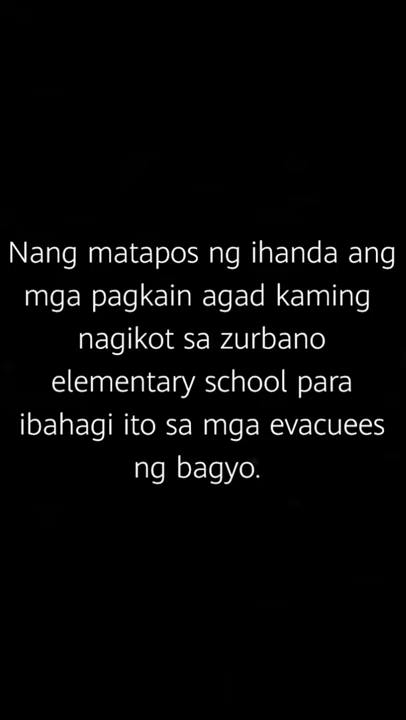 Nang matapos ng ihanda ang
mga pagkain agad kaming
nagikot sa zurbano
elementary school para
ibahagi ito sa mga evacuees
ng bagyo.